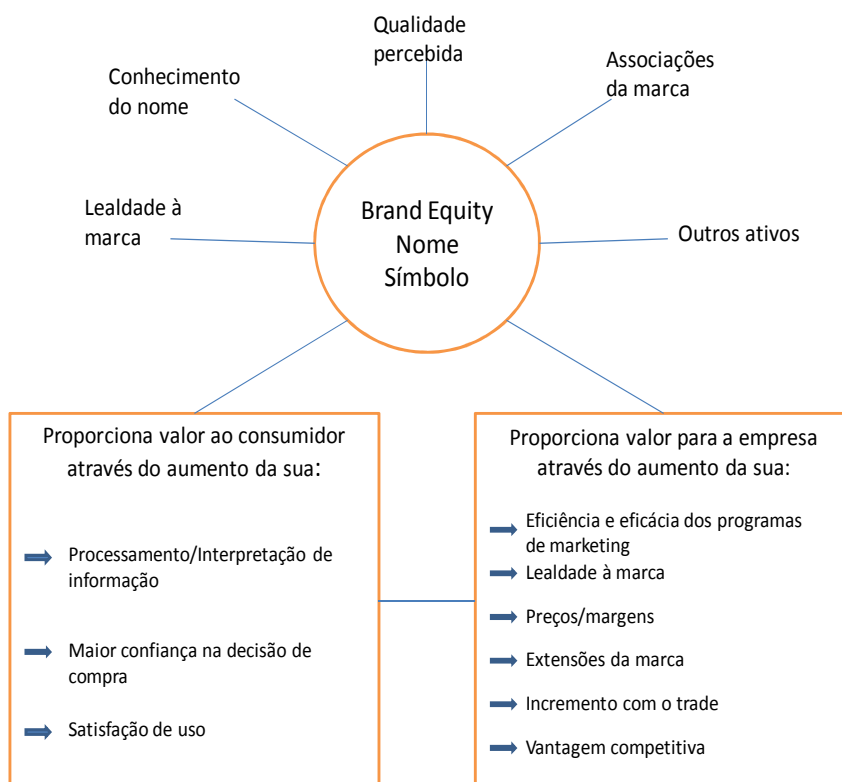 Qualidade
percebida
Conhecimento
do nome
Associações
da marca
Lealdade à
marca
Brand Equity
Nome
Símbolo
Outros ativos
Proporciona valor ao consumidor
através do aumento da sua:
Processamento/Interpretação de
informação
Maior confiança na decisão de
compra
Satisfação de uso
Proporciona valor para a empresa
através do aumento da sua:
Eficiência e eficácia dos programas
de marketing
Lealdade à marca
Preços/margens
Extensões da marca
Incremento com o trade
Vantagem competitiva